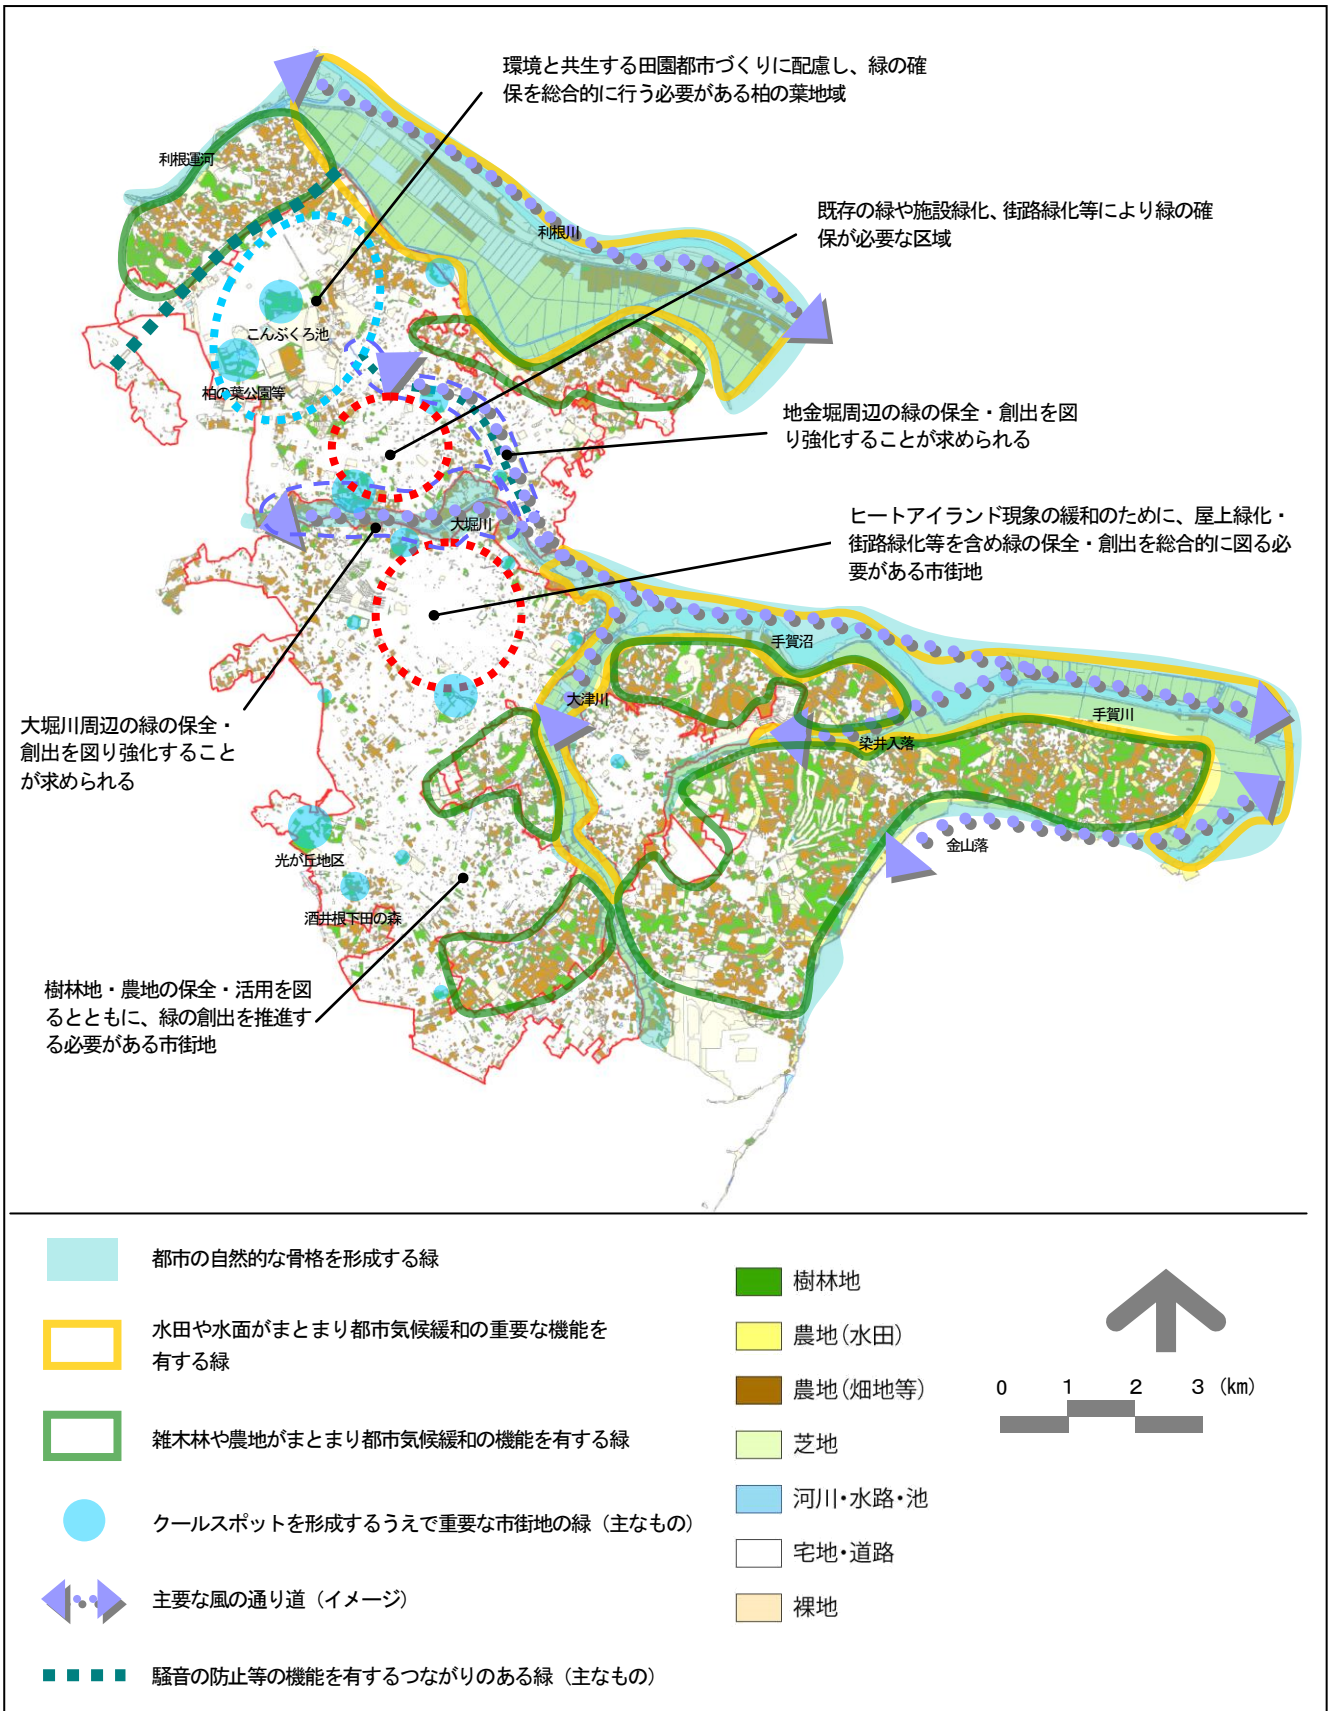 環境と共生する田園都市づくりに配慮し、緑の確
保を総合的に行う必要がある柏の葉地域
利根運河
既存の緑や施設緑化、街路緑化等により緑の確
保が必要な区域
利根川
こんぶくろ池
柏の葉公園等
地金堀周辺の緑の保全・創出を図
り強化することが求められる
大堀川
ヒートアイランド現象の緩和のために、屋上緑化・
街路緑化等を含め緑の保全・創出を総合的に図る必
要がある市街地
手賀沼
大津川
手賀川
染井入落
大堀川周辺の緑の保全・
創出を図り強化すること
が求められる
金山落
光が丘地区
酒井根下田の森
樹林地・農地の保全・活用を図
るとともに、緑の創出を推進す
る必要がある市街地
都市の自然的な骨格を形成する緑
水田や水面がまとまり都市気候緩和の重要な機能を
有する緑
雑木林や農地がまとまり都市気候緩和の機能を有する緑
クールスポットを形成するうえで重要な市街地の緑（主なもの）
主要な風の通り道（イメージ）
騒音の防止等の機能を有するつながりのある緑（主なもの）
樹林地
農地（水田）
農地（畑地等）
芝地
河川・水路・池
宅地・道路
裸地
0 1 2 3 (km)